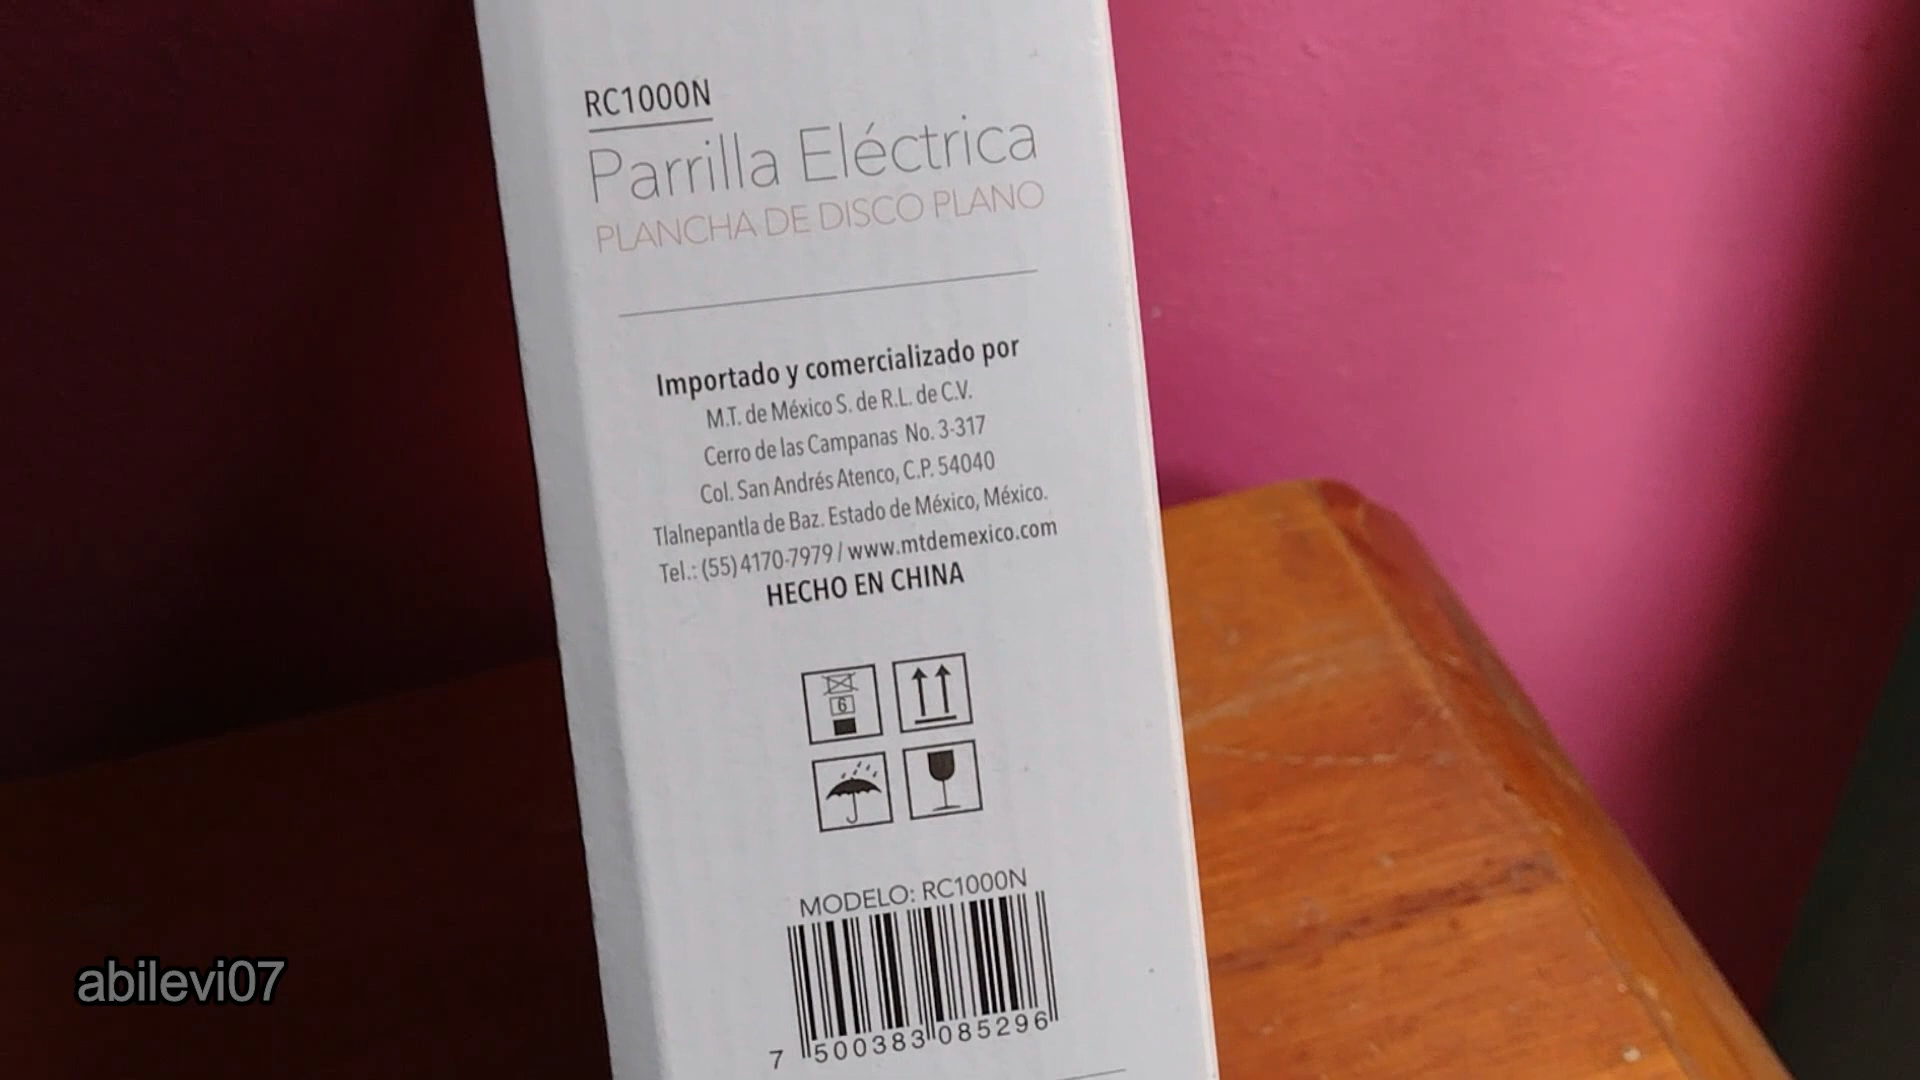 RC1000N
Parrilla Eléctrica
PLANCHA DE DISCO PLANO
Importado y comercializado por
M.T. de México S. de R.L. de C.V.
Cerro de las Campanas No. 3-317
Col. San Andrés Atenco, C.P. 54040
Tlalnepantla de Baz. Estado de México, México.
Tel.: (55) 4170-7979 / www.mtdemexico.com
HECHO EN CHINA
6
MODELO: RC1000N
7 500383 085296
abilevi07